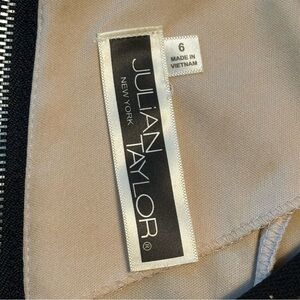 JULiAN
NEW YORK
TAYLOR®
6
MADE IN
VIETNAM